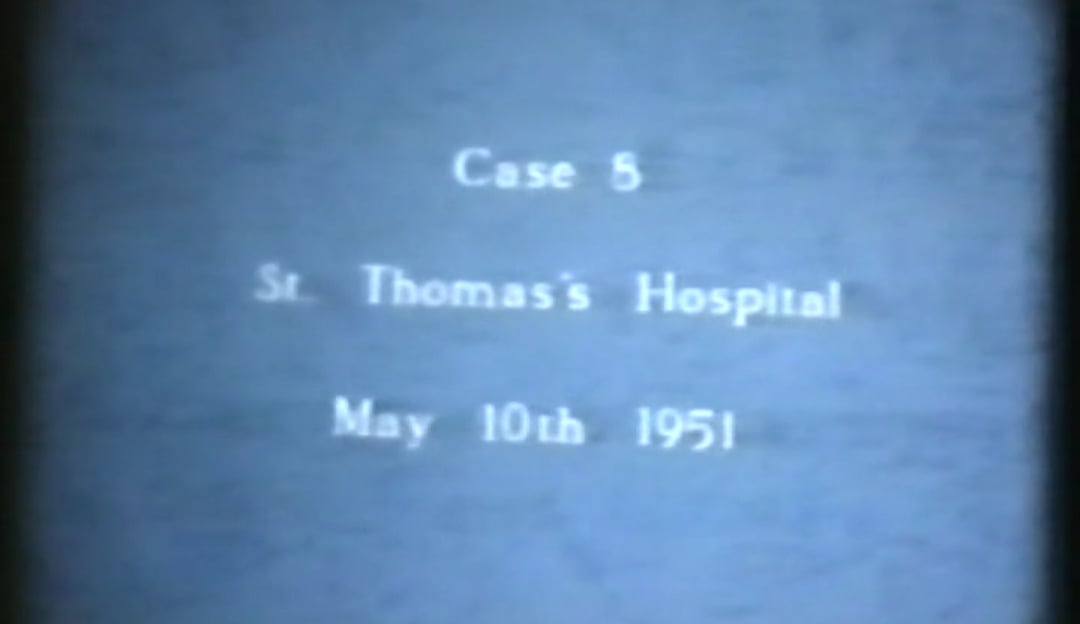 Case 8
St. Thomas's Hospital
May 10th 1951